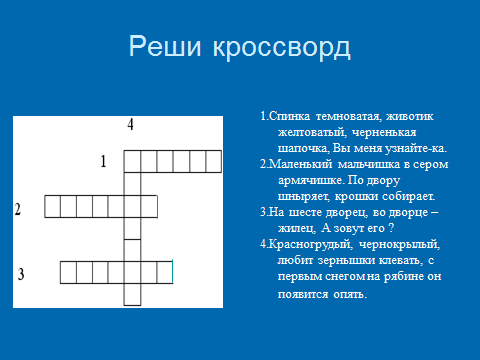 Реши кроссворд
4
1
2
3
1.Спинка темноватая, животик
желтоватый, черненькая
шапочка, Вы меня узнайте-ка.
2.Маленький мальчишка в сером
армячишке. По двору
шныряет, крошки собирает.
3.На шесте дворец, во дворце –
жилец, А зовут его ?
4.Красногрудый, чернокрылый,
любит зернышки клевать, с
первым снегом на рябине он
появится опять.